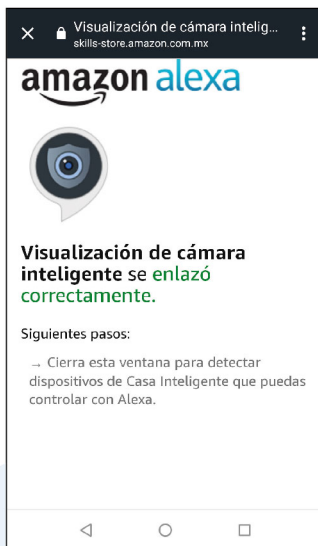 Visualización de cámara intelig...
skills-store.amazon.com.mx
amazon alexa
Visualización de cámara
inteligente se enlazó
correctamente.
Siguientes pasos:
→ Cierra esta ventana para detectar
dispositivos de Casa Inteligente que puedas
controlar con Alexa.